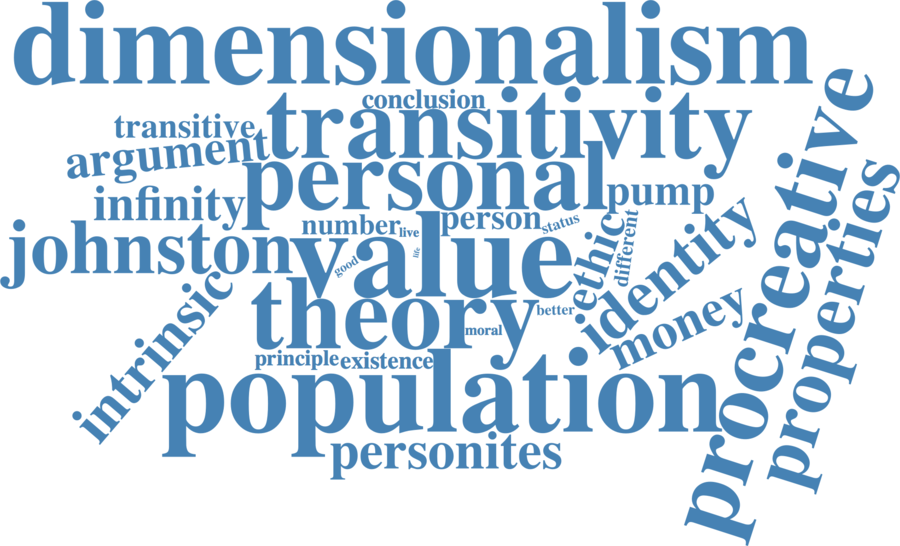 dimensionalism
conclusion
transitivity
transitive
argument
personal
pump
infinity
number
live
person
status
ethic
different
johnston
value
good
life
identity
procreative
properties
intrinsic
theory
better
moral
money
principle
existence
population
personites